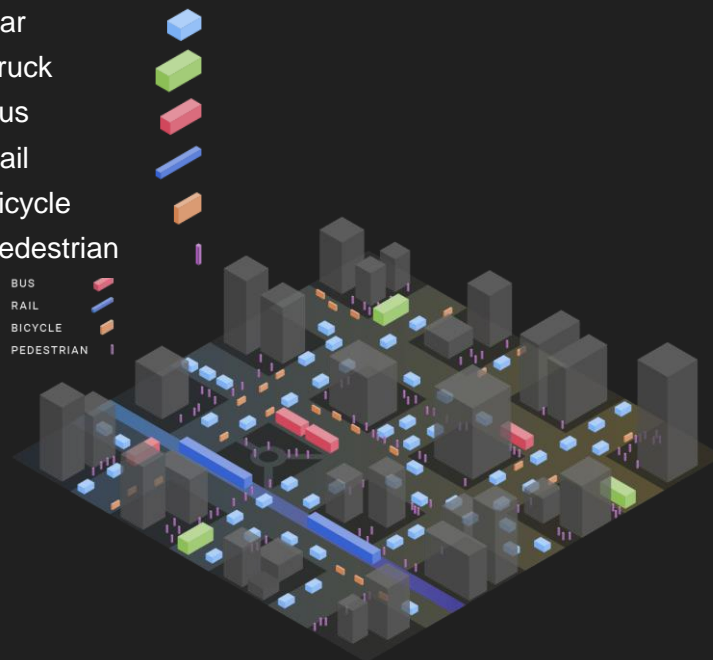 ar
ruck
us
ail
icycle
edestrian
BUS
RAIL
BICYCLE
PEDESTRIAN